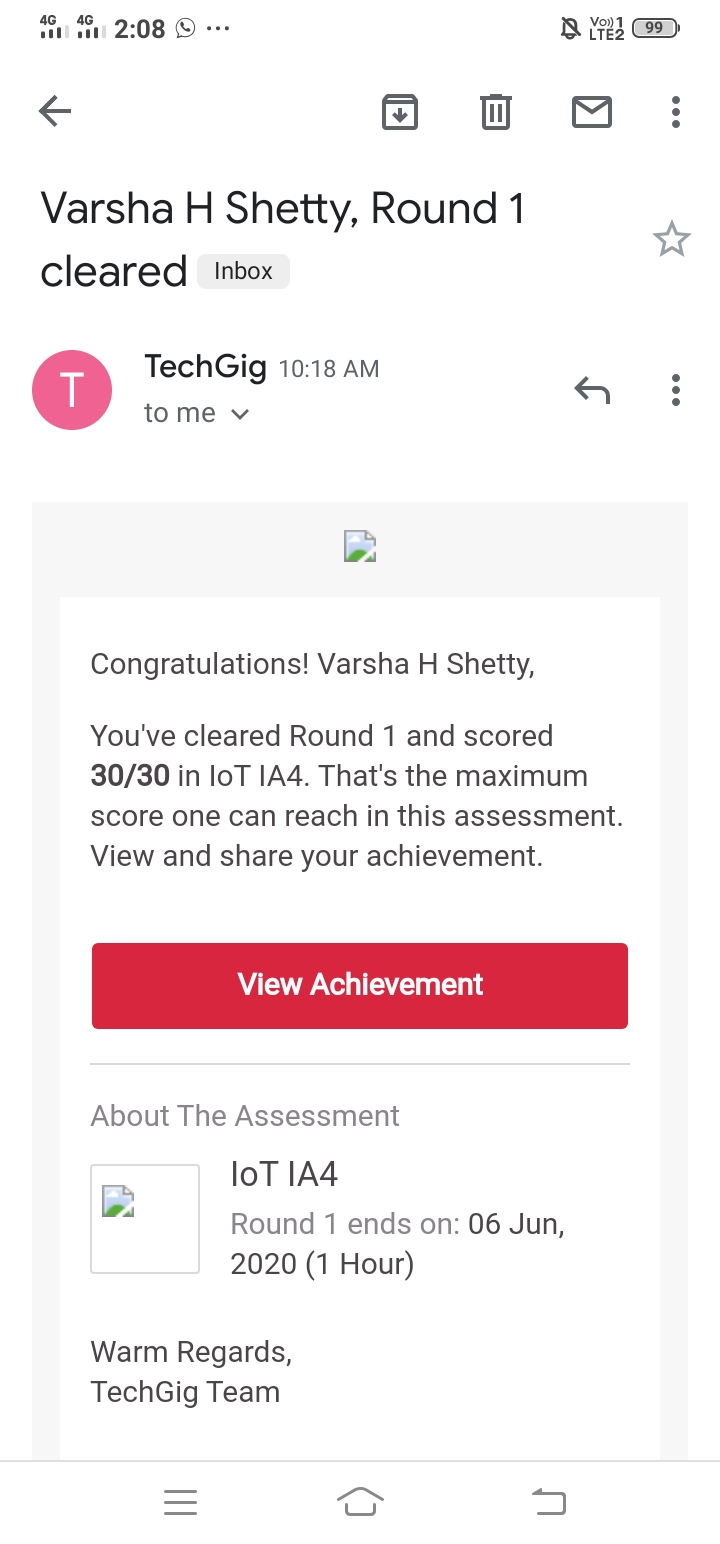 4G 4G 2:08 ... Vo)) 1 LTE2 99
Varsha H Shetty, Round 1
cleared Inbox
T
TechGig 10:18 AM
to me
Congratulations! Varsha H Shetty,
You've cleared Round 1 and scored
30/30 in IoT IA4. That's the maximum
score one can reach in this assessment.
View and share your achievement.
View Achievement
About The Assessment
IoT IA4
Round 1 ends on: 06 Jun,
2020 (1 Hour)
Warm Regards,
TechGig Team